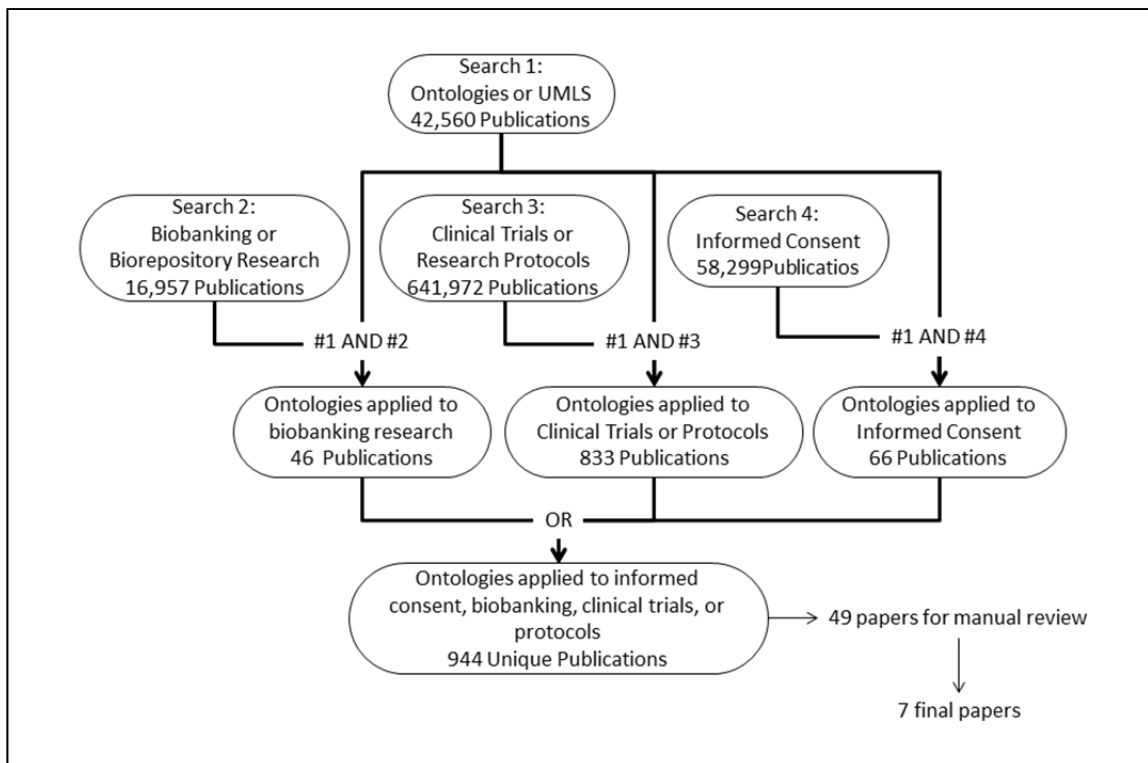 Search 1:
Ontologies or UMLS
42,560 Publications
Search 2:
Biobanking or
Biorepository Research
16,957 Publications
Search 3:
Clinical Trials or
Research Protocols
641,972 Publications
Search 4:
Informed Consent
58,299Publicatios
#1 AND #2
#1 AND #3
#1 AND #4
Ontologies applied to
biobanking research
46 Publications
Ontologies applied to
Clinical Trials or Protocols
833 Publications
Ontologies applied to
Informed Consent
66 Publications
OR
Ontologies applied to informed
consent, biobanking, clinical trials, or
protocols
944 Unique Publications
49 papers for manual review
7 final papers